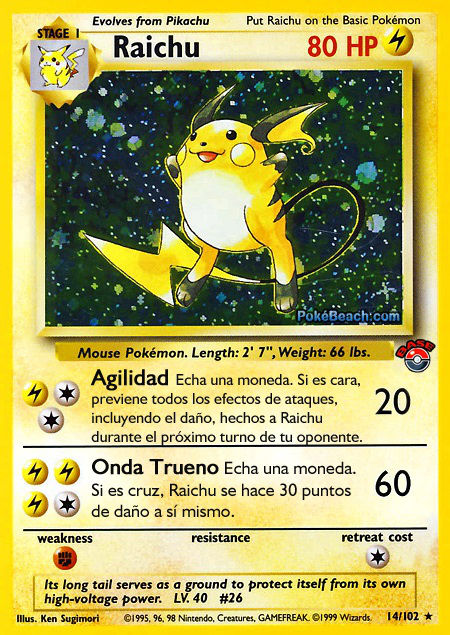 Evolves from Pikachu
Put Raichu on the Basic Pokémon
STAGE 1
Raichu
80 HP
PokéBeach.com
Mouse Pokémon. Length: 2' 7", Weight: 66 lbs.
BASE
Agilidad Echa una moneda. Si es cara,
previene todos los efectos de ataques,
incluyendo el daño, hechos a Raichu
durante el próximo turno de tu oponente.
20
Onda Trueno Echa una moneda.
Si es cruz, Raichu se hace 30 puntos
de daño a sí mismo.
60
weakness
resistance
retreat cost
Its long tail serves as a ground to protect itself from its own
high-voltage power. LV. 40 #26
Illus. Ken Sugimori
©1995, 96, 98 Nintendo, Creatures, GAMEFREAK. ©1999 Wizards.
14/102 ★